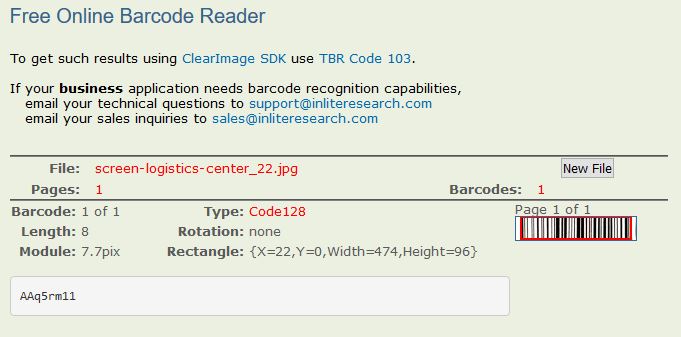 Free Online Barcode Reader
To get such results using ClearImage SDK use TBR Code 103.
If your business application needs barcode recognition capabilities,
email your technical questions to support@inliteresearch.com
email your sales inquiries to sales@inliteresearch.com
File: screen-logistics-center_22.jpg New File
Pages: 1 Barcodes: 1
Barcode: 1 of 1 Type: Code128 Page 1 of 1
Length: 8 Rotation: none
Module: 7.7pix Rectangle: {X=22,Y=0,Width=474,Height=96}
AAq5rm11